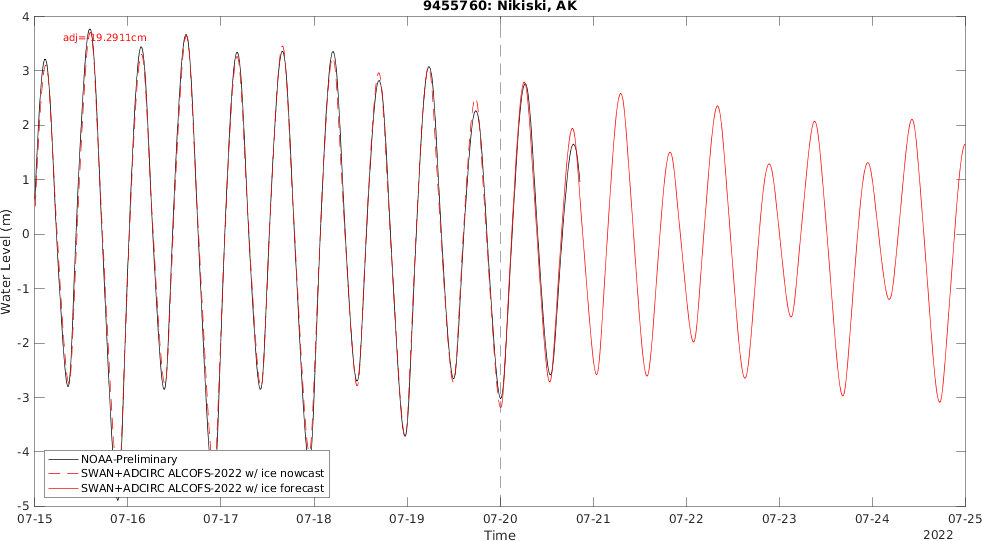 9455760: Nikiski, AK
adj=-19.2911cm
4
3
2
1
0
-1
-2
-3
-4
-5
Water Level (m)
NOAA-Preliminary
SWAN+ADCIRC ALCOFS-2022 w/ ice nowcast
SWAN+ADCIRC ALCOFS-2022 w/ ice forecast
07-15 07-16 07-17 07-18 07-19 07-20 07-21 07-22 07-23 07-24 07-25
Time
2022